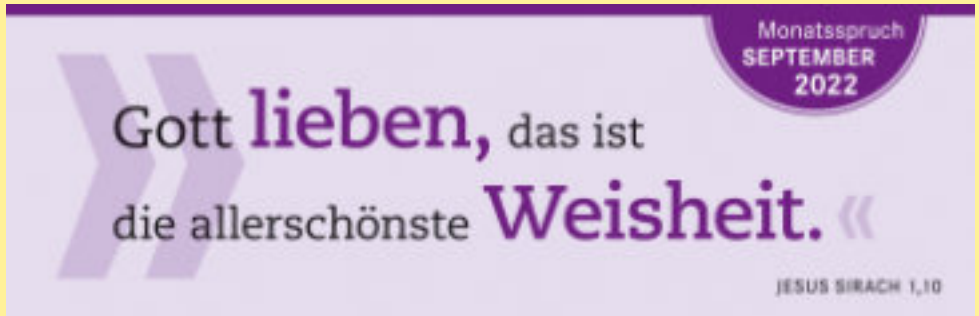 Monatsspruch
SEPTEMBER
2022
» Gott lieben, das ist
die allerschönste Weisheit. «
JESUS SIRACH 1,10